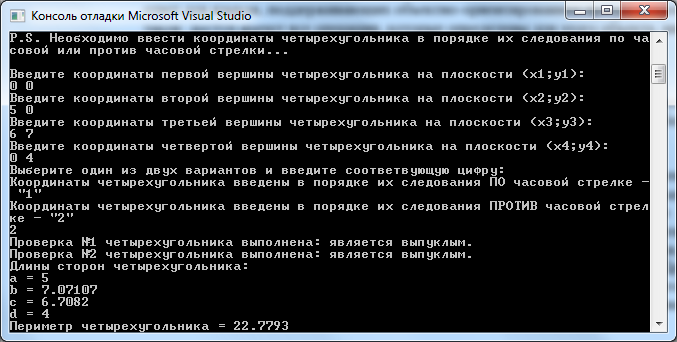 Консоль отладки Microsoft Visual Studio
P.S. Необходимо ввести координаты четырехугольника в порядке их следования по ча
совой или против часовой стрелки...
Введите координаты первой вершины четырехугольника на плоскости (x1;y1):
0 0
Введите координаты второй вершины четырехугольника на плоскости (x2;y2):
5 0
Введите координаты третьей вершины четырехугольника на плоскости (x3;y3):
6 7
Введите координаты четвертой вершины четырехугольника на плоскости (x4;y4):
0 4
Выберите один из двух вариантов и введите соответвующую цифру:
Координаты четырехугольника введены в порядке их следования ПО часовой стрелке -
"1"
Координаты четырехугольника введены в порядке их следования ПРОТИВ часовой стрел
ке - "2"
2
Проверка №1 четырехугольника выполнена: является выпуклым.
Проверка №2 четырехугольника выполнена: является выпуклым.
Длины сторон четырехугольника:
a = 5
b = 7.07107
c = 6.7082
d = 4
Периметр четырехугольника = 22.7793